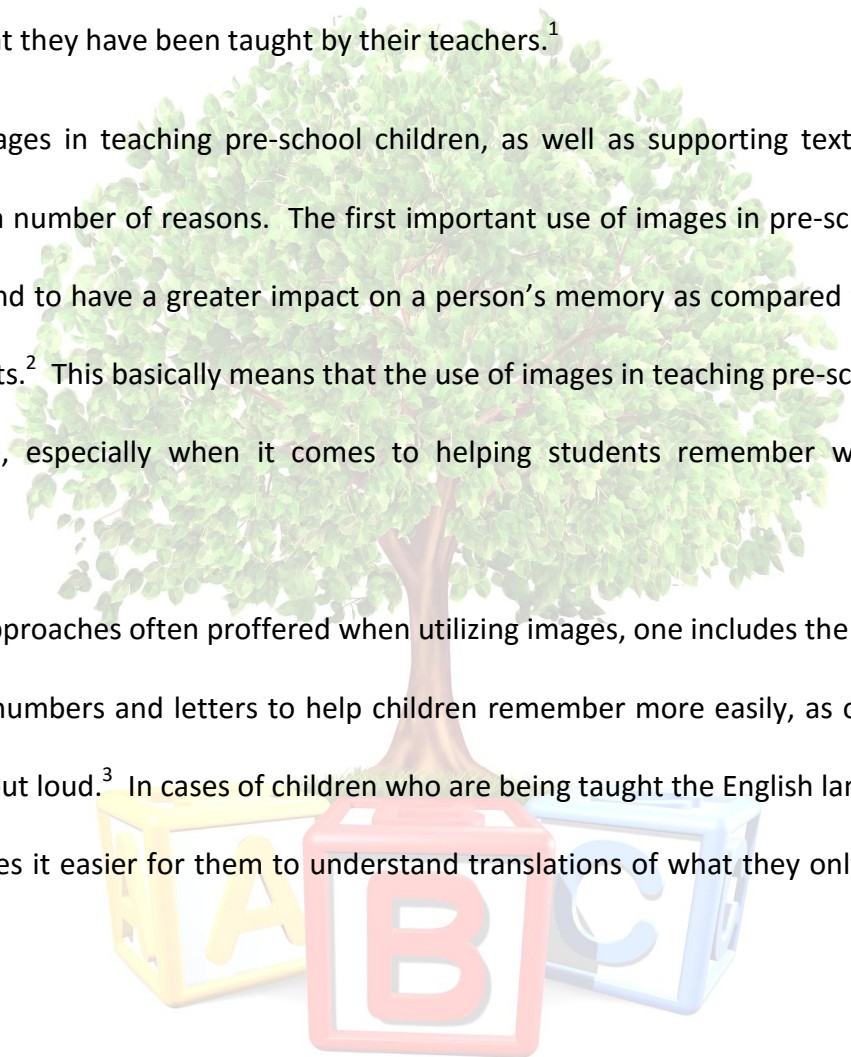 at they have been taught by their teachers.1
ages in teaching pre-school children, as well as supporting text
number of reasons. The first important use of images in pre-sc
nd to have a greater impact on a person's memory as compared
ts.2 This basically means that the use of images in teaching pre-sc
, especially when it comes to helping students remember w
pproaches often proffered when utilizing images, one includes the
numbers and letters to help children remember more easily, as o
out loud.3 In cases of children who are being taught the English lan
es it easier for them to understand translations of what they onl
A A B C C